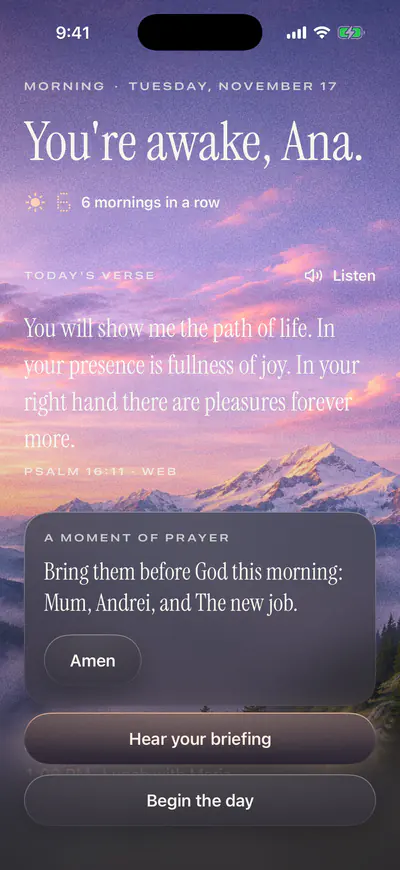 9:41
MORNING · TUESDAY, NOVEMBER 17
You're awake, Ana.
6 6 mornings in a row
TODAY'S VERSE
Listen
You will show me the path of life. In
your presence is fullness of joy. In your
right hand there are pleasures forever
more.
PSALM 16:11 · WEB
A MOMENT OF PRAYER
Bring them before God this morning:
Mum, Andrei, and The new job.
Amen
Hear your briefing
Begin the day